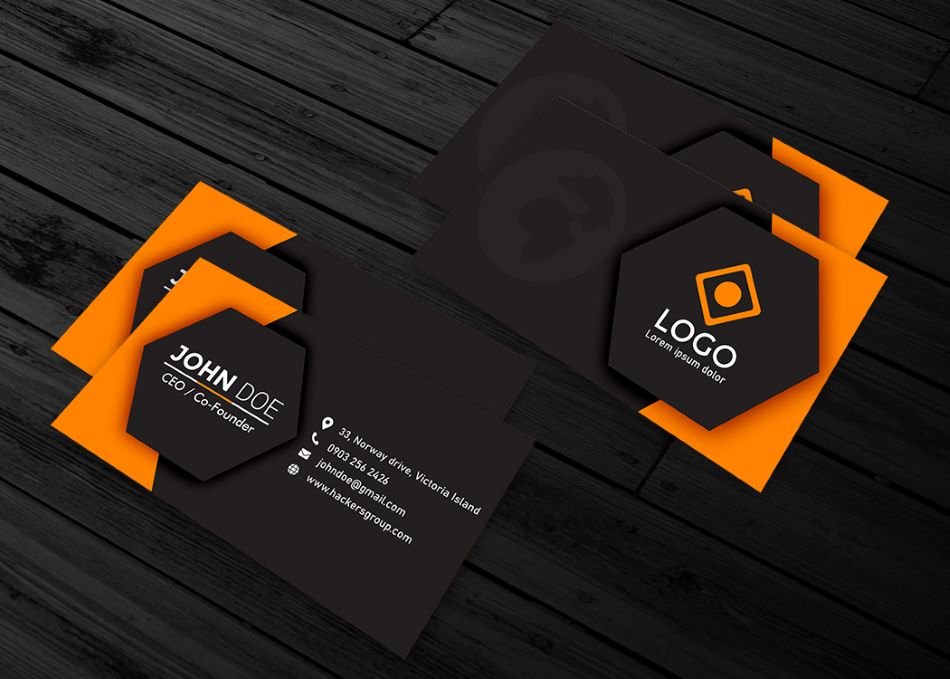 JOHN DOE
CEO / Co-Founder
33, Norway drive, Victoria Island
0903 256 2426
johndoe@gmail.com
www.hackersgroup.com
LOGO
Lorem ipsum dolor
J